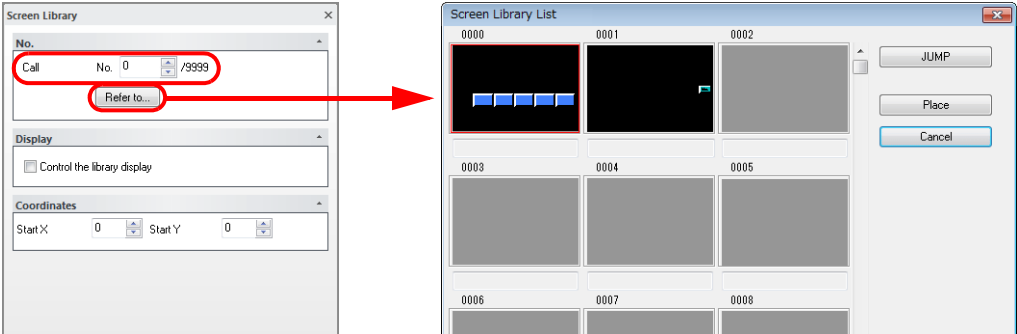 Screen Library
No.
Call No. 0 /9999
Refer to...
Display
Control the library display
Coordinates
Start X 0 Start Y 0
Screen Library List
0000 0001 0002
JUMP
Place
Cancel
0003 0004 0005
0006 0007 0008